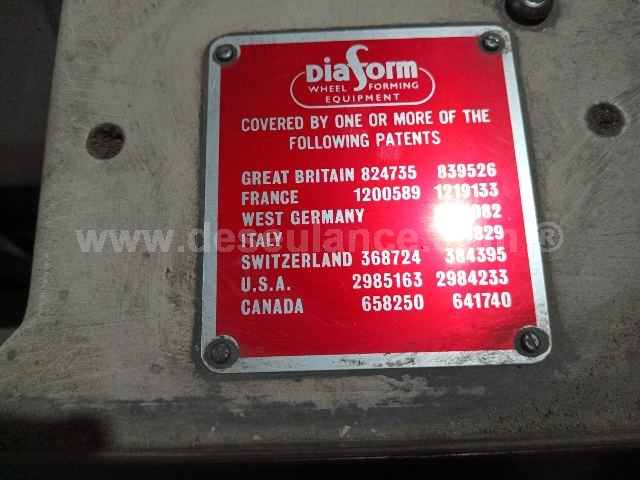 Diaform
WHEEL FORMING
EQUIPMENT
COVERED BY ONE OR MORE OF THE
FOLLOWING PATENTS
GREAT BRITAIN 824735 839526
FRANCE 1200589 1219133
WEST GERMANY
ITALY
SWITZERLAND 368724 384395
U.S.A. 2985163 2984233
CANADA 658250 641740